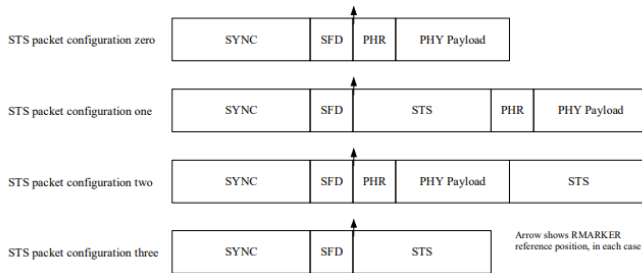 STS packet configuration zero SYNC SFD PHR PHY Payload
STS packet configuration one SYNC SFD STS PHR PHY Payload
STS packet configuration two SYNC SFD PHR PHY Payload STS
STS packet configuration three SYNC SFD STS
Arrow shows RMARKER
reference position, in each case